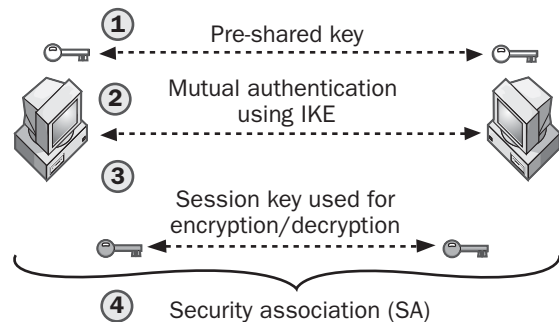 1
Pre-shared key
2
Mutual authentication
using IKE
3
Session key used for
encryption/decryption
4
Security association (SA)